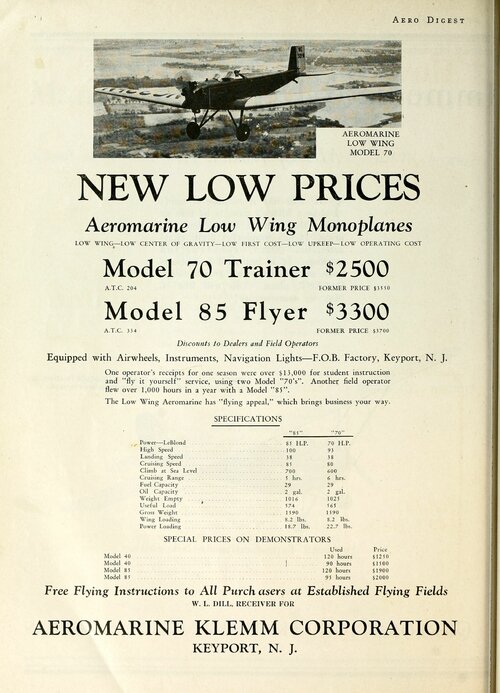 AERO DIGEST
AEROMARINE
LOW WING
MODEL 70
NEW LOW PRICES
Aeromarine Low Wing Monoplanes
LOW WING—LOW CENTER OF GRAVITY—LOW FIRST COST—LOW UPKEEP—LOW OPERATING COST
Model 70 Trainer $2500
A.T.C. 204 FORMER PRICE $3550
Model 85 Flyer $3300
A.T.C. 334 FORMER PRICE $3700
Discounts to Dealers and Field Operators
Equipped with Airwheels, Instruments, Navigation Lights—F.O.B. Factory, Keyport, N. J.
One operator's receipts for one season were over $13,000 for student instruction
and "fly it yourself" service, using two Model "70's". Another field operator
flew over 1,000 hours in a year with a Model "85".
The Low Wing Aeromarine has "flying appeal," which brings business your way.
SPECIFICATIONS
"85" "70"
Power—LeBlond 85 H.P. 70 H.P.
High Speed 100 93
Landing Speed 38 38
Cruising Speed 85 80
Climb at Sea Level 700 600
Cruising Range 5 hrs. 6 hrs.
Fuel Capacity 29 29
Oil Capacity 2 gal. 2 gal.
Weight Empty 1016 1025
Useful Load 574 565
Gross Weight 1590 1590
Wing Loading 8.2 lbs. 8.2 lbs.
Power Loading 18.7 lbs. 22.7 lbs.
SPECIAL PRICES ON DEMONSTRATORS
Used Price
Model 40 120 hours $1250
Model 40 90 hours $1500
Model 85 120 hours $1900
Model 85 95 hours $2000
Free Flying Instructions to All Purchasers at Established Flying Fields
W. L. DILL, RECEIVER FOR
AEROMARINE KLEMM CORPORATION
KEYPORT, N. J.